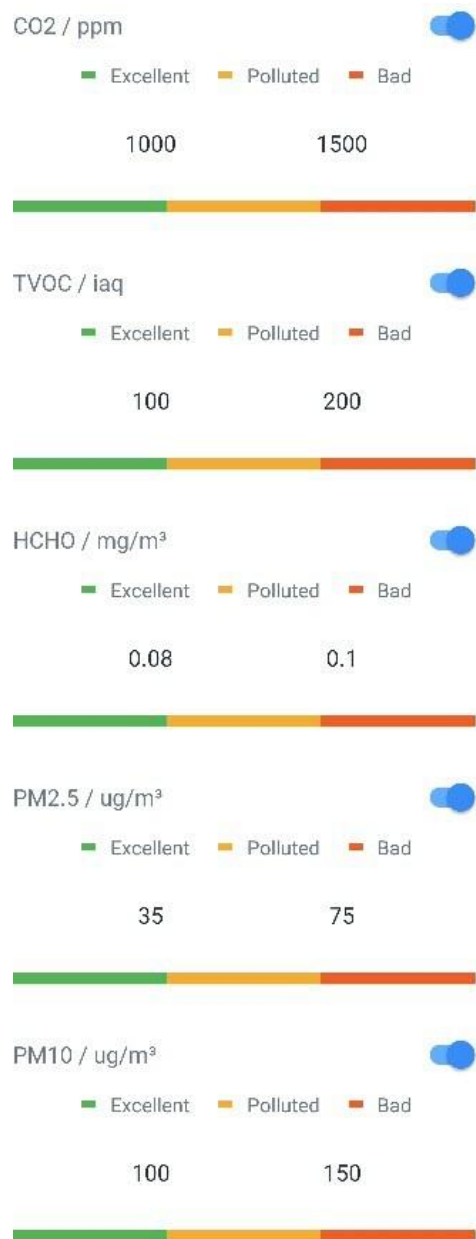 CO2 / ppm
Excellent Polluted Bad
1000 1500
TVOC / iaq
Excellent Polluted Bad
100 200
HCHO / mg/m³
Excellent Polluted Bad
0.08 0.1
PM2.5 / ug/m³
Excellent Polluted Bad
35 75
PM10 / ug/m³
Excellent Polluted Bad
100 150